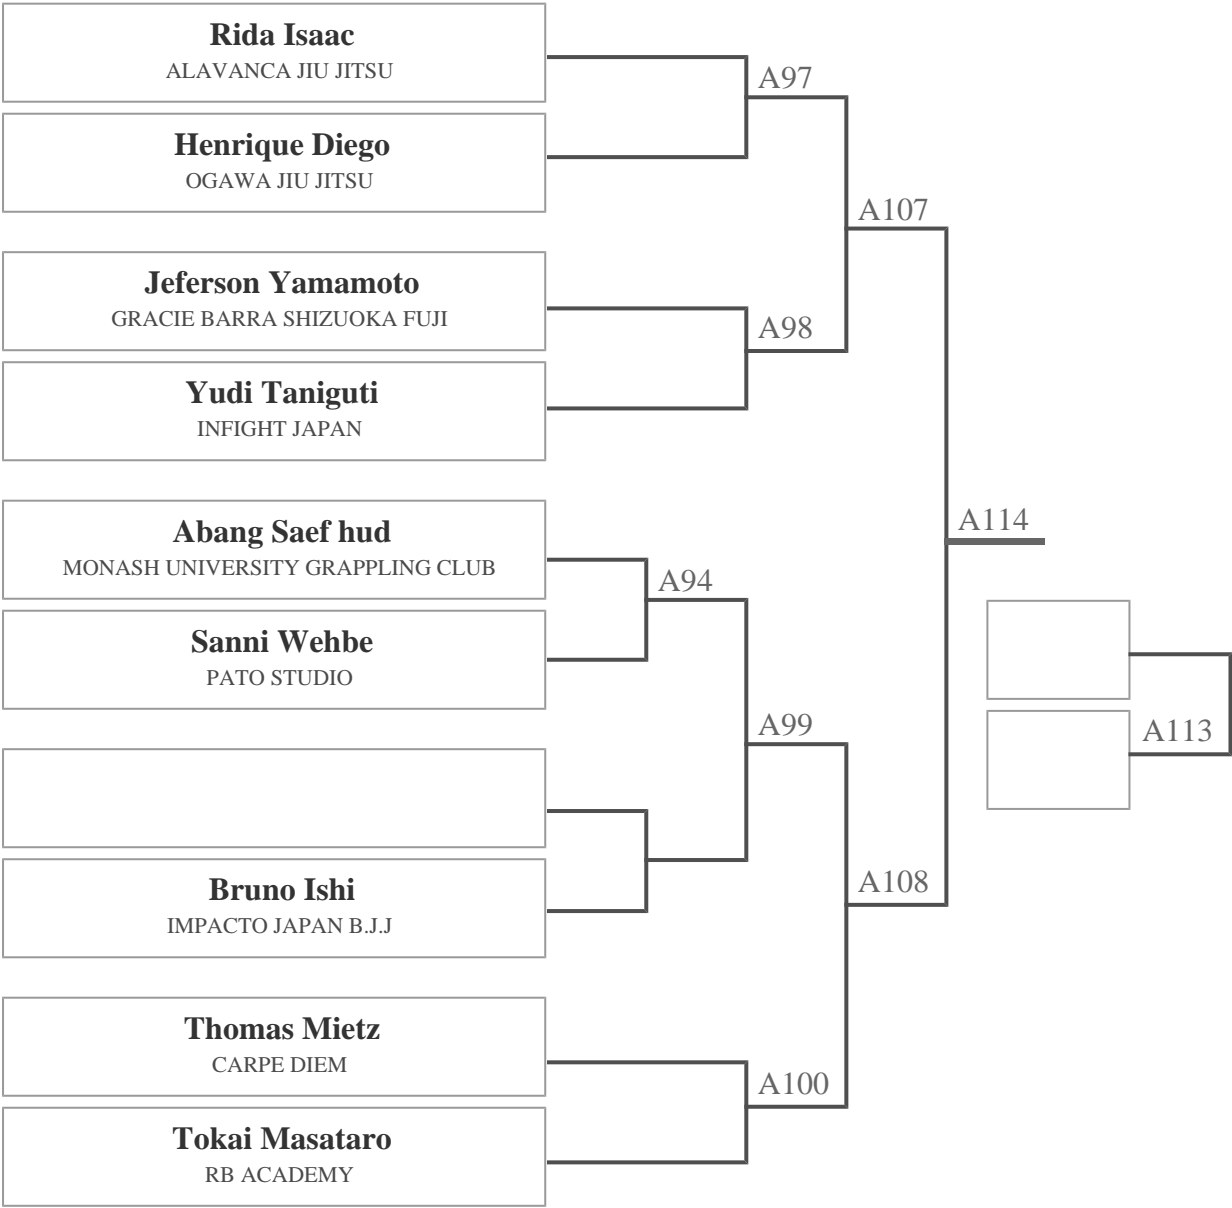 Rida Isaac
ALAVANCA JIU JITSU
A97
Henrique Diego
OGAWA JIU JITSU
A107
Jeferson Yamamoto
GRACIE BARRA SHIZUOKA FUJI
A98
Yudi Taniguti
INFIGHT JAPAN
Abang Saef hud
MONASH UNIVERSITY GRAPPLING CLUB
A114
A94
Sanni Wehbe
PATO STUDIO
A99
A113
Bruno Ishi
IMPACTO JAPAN B.J.J
A108
Thomas Mietz
CARPE DIEM
A100
Tokai Masataro
RB ACADEMY